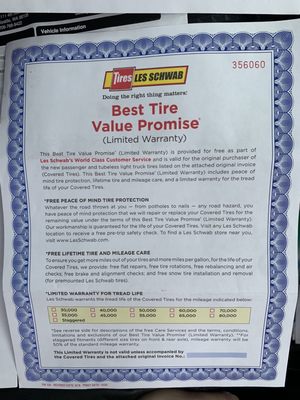 Vehicle Information
356060
Tires LES SCHWAB
Doing the right thing matters.
Best Tire
Value Promise*
(Limited Warranty)
This Best Tire Value Promise* (Limited Warranty) is provided for free as part of
Les Schwab's World Class Customer Service and is valid for the original purchaser of
the new passenger and tubeless light truck tires listed on the attached original invoice
(Covered Tires). This Best Tire Value Promise* (Limited Warranty) includes peace of
mind tire protection, lifetime tire and mileage care, and a limited warranty for the tread
life of your Covered Tires.
*FREE PEACE OF MIND TIRE PROTECTION
Whatever the road throws at you — from potholes to nails — any road hazard, you
have peace of mind protection that we will repair or replace your Covered Tires for the
remaining value under the terms of this Best Tire Value Promise* (Limited Warranty).
Our workmanship is guaranteed for the life of your Covered Tires. Visit any Les Schwab
location to receive a free pre-trip safety check. To find a Les Schwab store near you,
visit www.LesSchwab.com.
*FREE LIFETIME TIRE AND MILEAGE CARE
To ensure you get more miles out of your tires and more miles per gallon, for the life of your
Covered Tires, we provide: free flat repairs, free tire rotations, free rebalancing and air
checks; free brake and alignment checks; and free snow tire installation and removal
(for premounted Les Schwab tires).
*LIMITED WARRANTY FOR TREAD LIFE
Les Schwab warrants the tread life of the Covered Tires for the mileage indicated below:
30,000 40,000 50,000 60,000 70,000
35,000 45,000 55,000 65,000 80,000
Staggered
*See reverse side for descriptions of the free Care Services and the terms, conditions,
limitations and exclusions of our Best Tire Value Promise* (Limited Warranty). **For
staggered fitments (different size tires on front & rear axle), mileage warranty will be
50% of the standard mileage warranty.
This Limited Warranty is not valid unless accompanied by
the Covered Tires and the attached original Invoice No.: